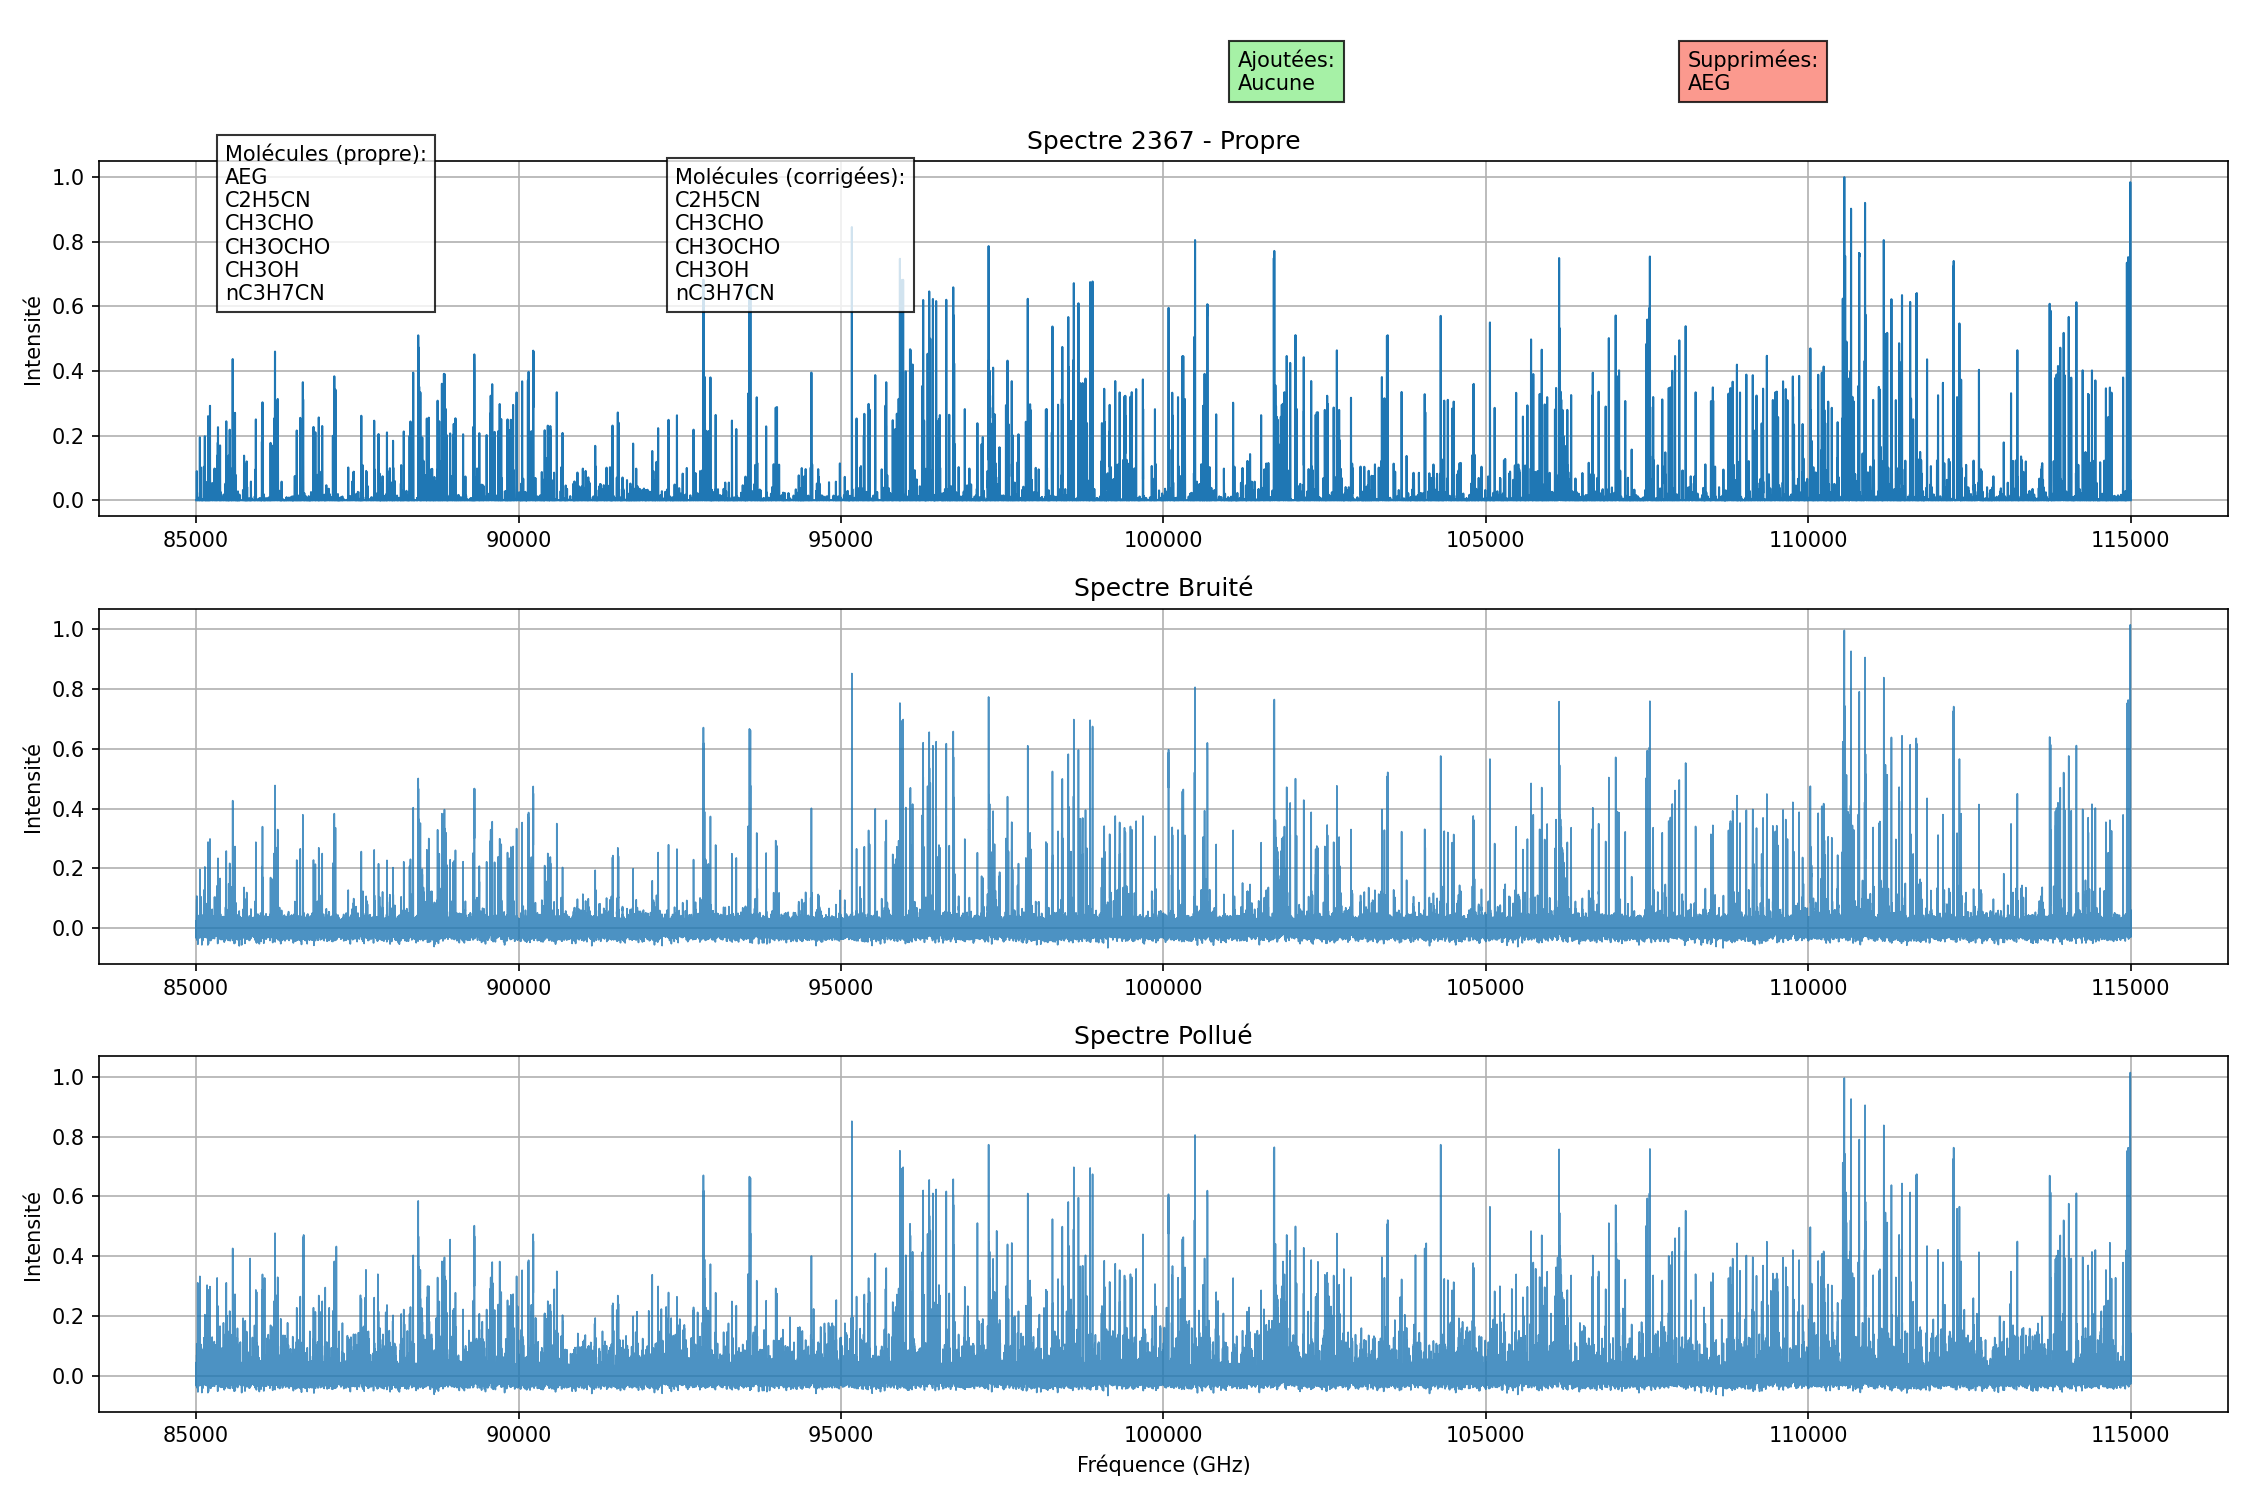 Ajoutées:
Aucune
Supprimées:
AEG
Spectre 2367 - Propre
Molécules (propre):
AEG
C2H5CN
CH3CHO
CH3OCHO
CH3OH
nC3H7CN
Molécules (corrigées):
C2H5CN
CH3CHO
CH3OCHO
CH3OH
nC3H7CN
Intensité
1.0
0.8
0.6
0.4
0.2
0.0
85000 90000 95000 100000 105000 110000 115000
Spectre Bruité
Intensité
1.0
0.8
0.6
0.4
0.2
0.0
85000 90000 95000 100000 105000 110000 115000
Spectre Pollué
Intensité
1.0
0.8
0.6
0.4
0.2
0.0
85000 90000 95000 100000 105000 110000 115000
Fréquence (GHz)